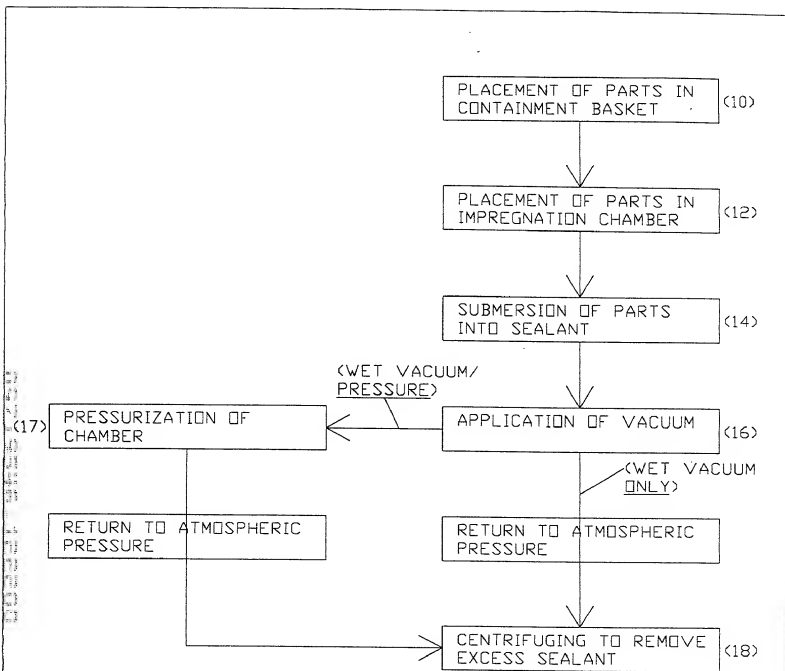 PLACEMENT OF PARTS IN
CONTAINMENT BASKET
(10)
PLACEMENT OF PARTS IN
IMPREGNATION CHAMBER
(12)
SUBMERSION OF PARTS
INTO SEALANT
(14)
(WET VACUUM/
PRESSURE)
(17)
PRESSURIZATION OF
CHAMBER
APPLICATION OF VACUUM
(16)
(WET VACUUM
ONLY)
RETURN TO ATMOSPHERIC
PRESSURE
RETURN TO ATMOSPHERIC
PRESSURE
CENTRIFUGING TO REMOVE
EXCESS SEALANT
(18)